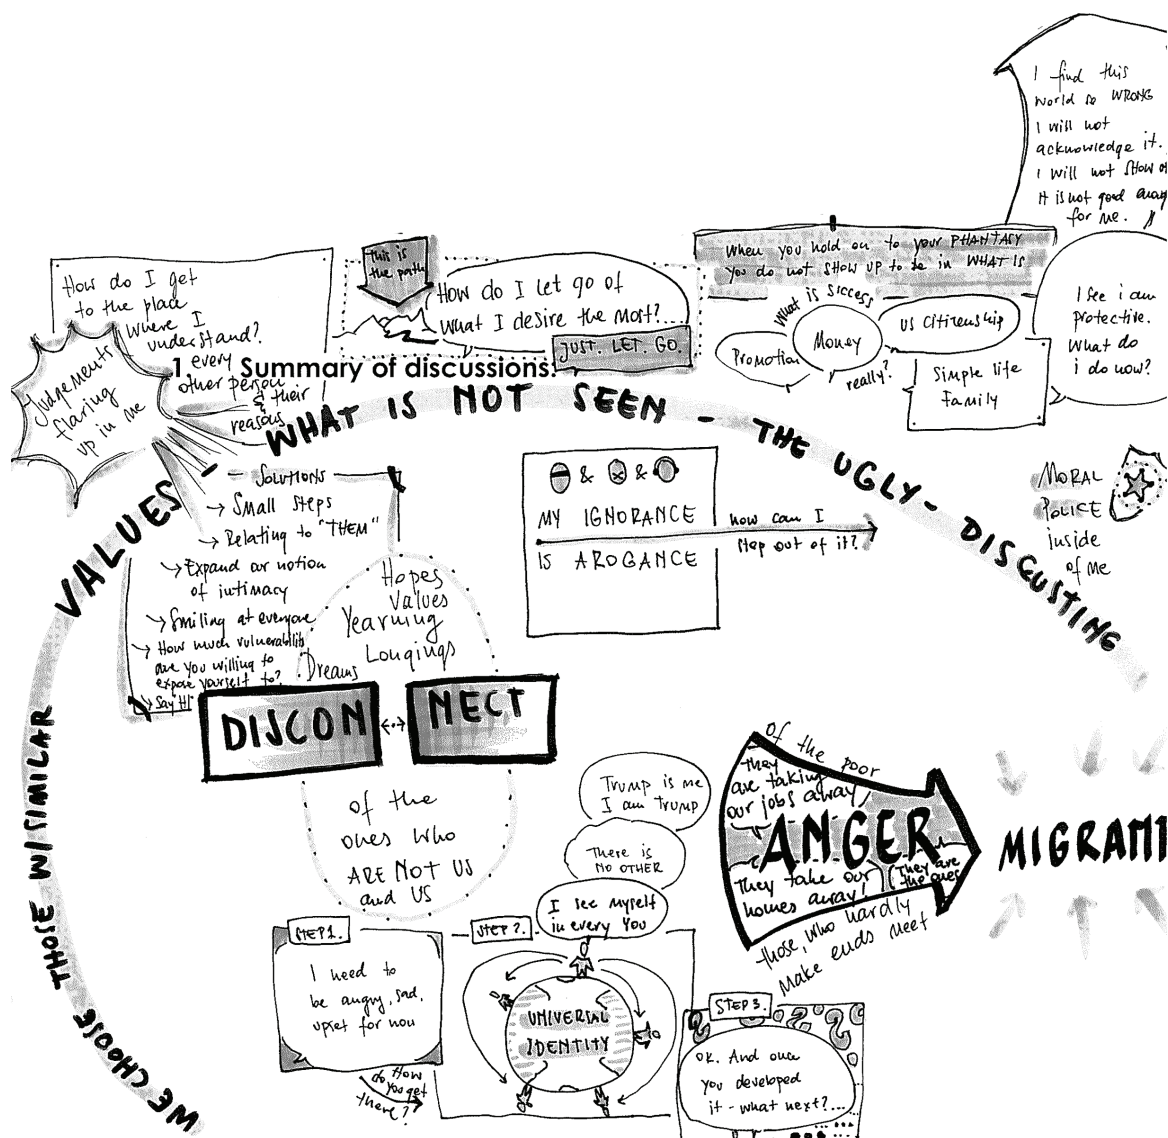 I find this
world so WRONG
I will not
acknowledge it.
I will not SHOW
It is not good
for me.
this is
the path
How do I let go of
what I desire the most?...
JUST. LET. GO.
When you hold on to your PHANTASY
You do not SHOW UP to be in WHAT IS
What is success
Promotion
Money
really?
US Citizenship
Simple life
Family
I see i am
protective.
What do
i do now?
How do I get
to the place
where I
understand?
every
other person
& their
reasons
Judgements
flaring
up in me
1. Summary of discussions:
WE CHOOSE THOSE W/SIMILAR VALUES - WHAT IS NOT SEEN - THE UGLY - DISGUSTING
SOLUTIONS
→ Small steps
→ Relating to "THEM"
→ Expand our notion
of intimacy
→ Smiling at everyone
→ How much vulnerability
are you willing to
expose yourself to?
→ Say HI
& &
MY IGNORANCE
IS AROGANCE
how can I
step out of it?
MORAL
POLICE
inside
of me
Hopes
Values
Yearning
Longings
Dreams
DISCON NECT
of the
ones who
ARE NOT US
and US
Trump is me
I am Trump
There is
NO OTHER
I see myself
in every You
of the poor
they
are taking
our jobs away
ANGER
They take our
homes away!
They are
the ones
those, who hardly
make ends meet
MIGRANT
STEP 1.
I need to
be angry, sad,
upset for now
do How
you get
there?
STEP 2.
UNIVERSAL
IDENTITY
STEP 3.
OK. And once
you developed
it - what next?...